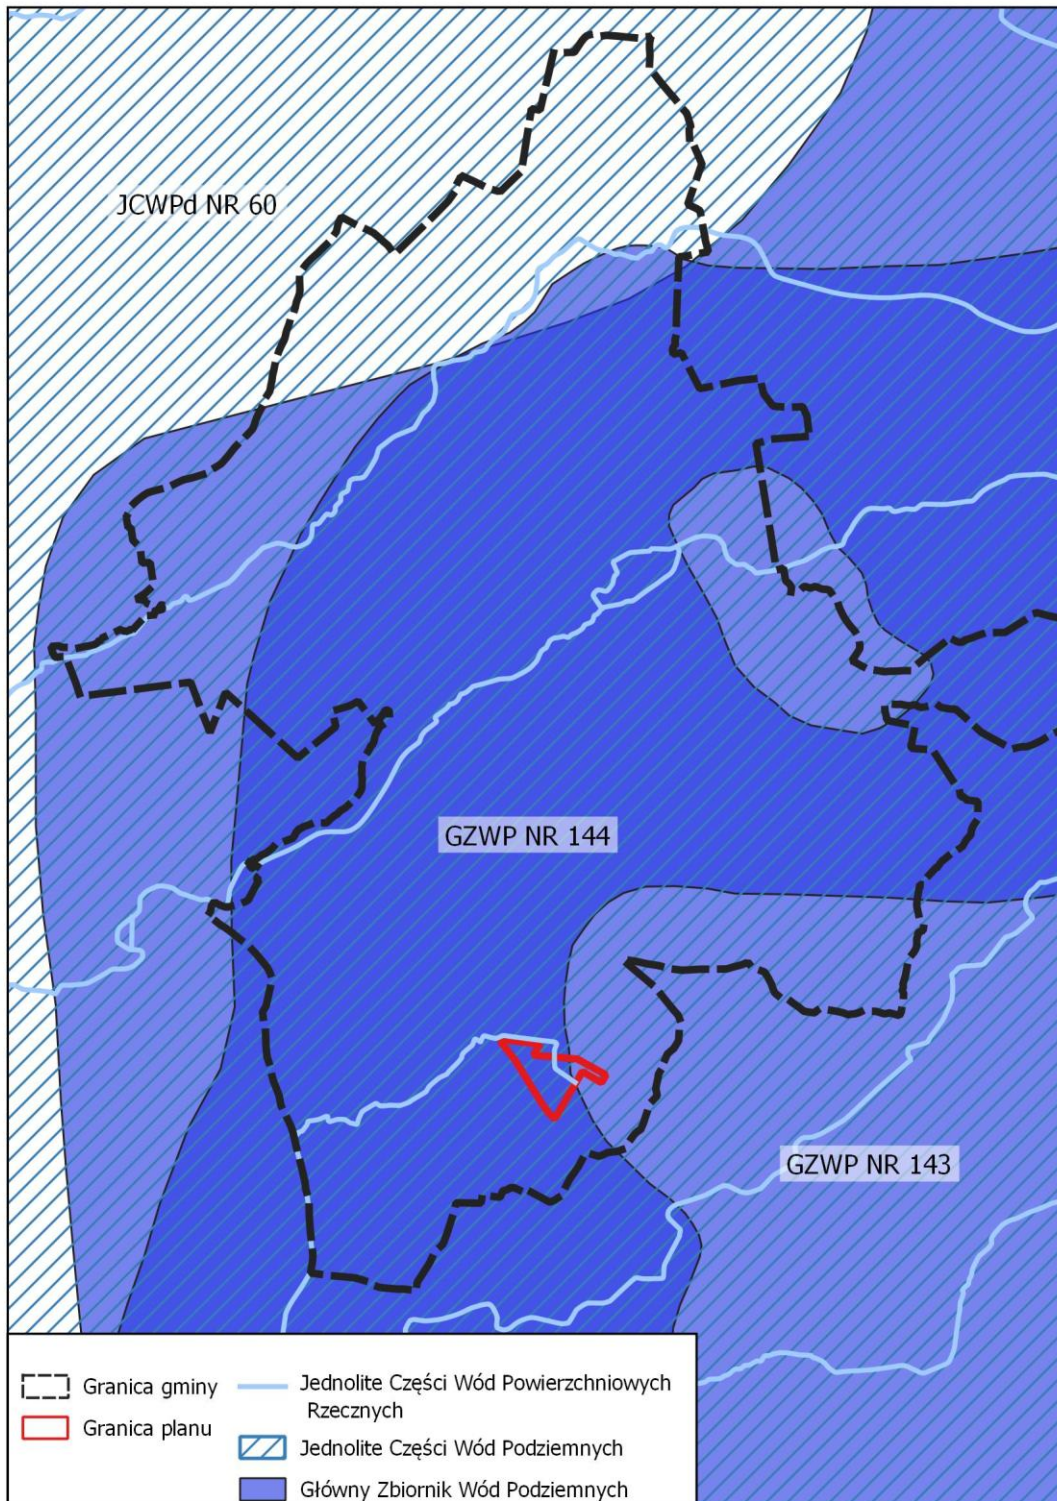 JCWPd NR 60
GZWP NR 144
GZWP NR 143
Granica gminy
Granica planu
Jednolite Części Wód Powierzchniowych
Rzecznych
Jednolite Części Wód Podziemnych
Główny Zbiornik Wód Podziemnych